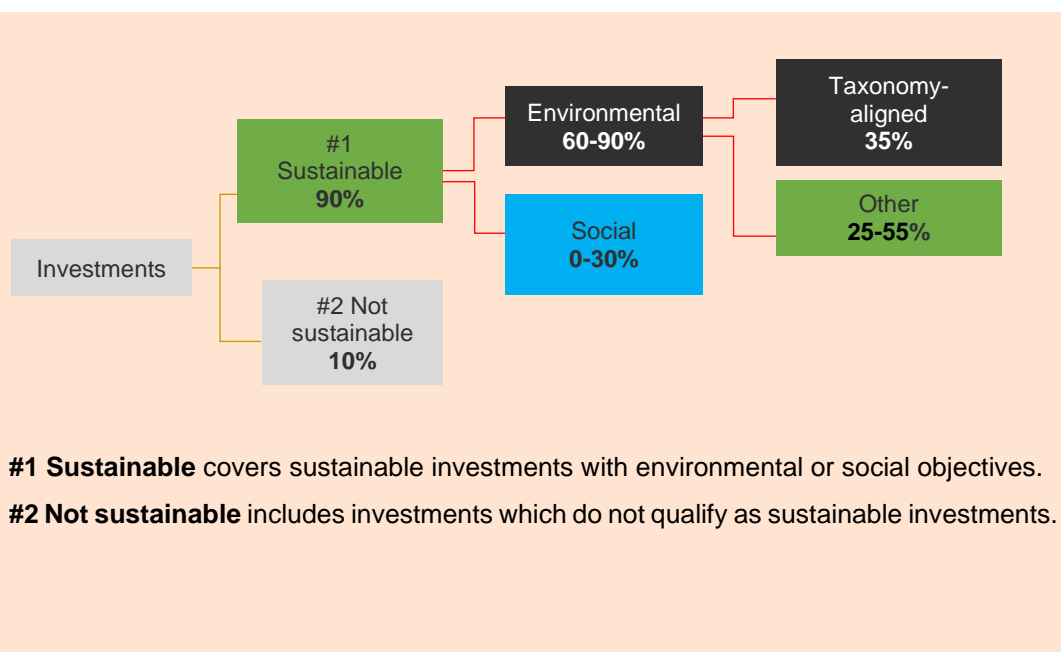 Investments
#1
Sustainable
90%
#2 Not
sustainable
10%
Environmental
60-90%
Social
0-30%
Taxonomy-
aligned
35%
Other
25-55%
#1 Sustainable covers sustainable investments with environmental or social objectives.
#2 Not sustainable includes investments which do not qualify as sustainable investments.